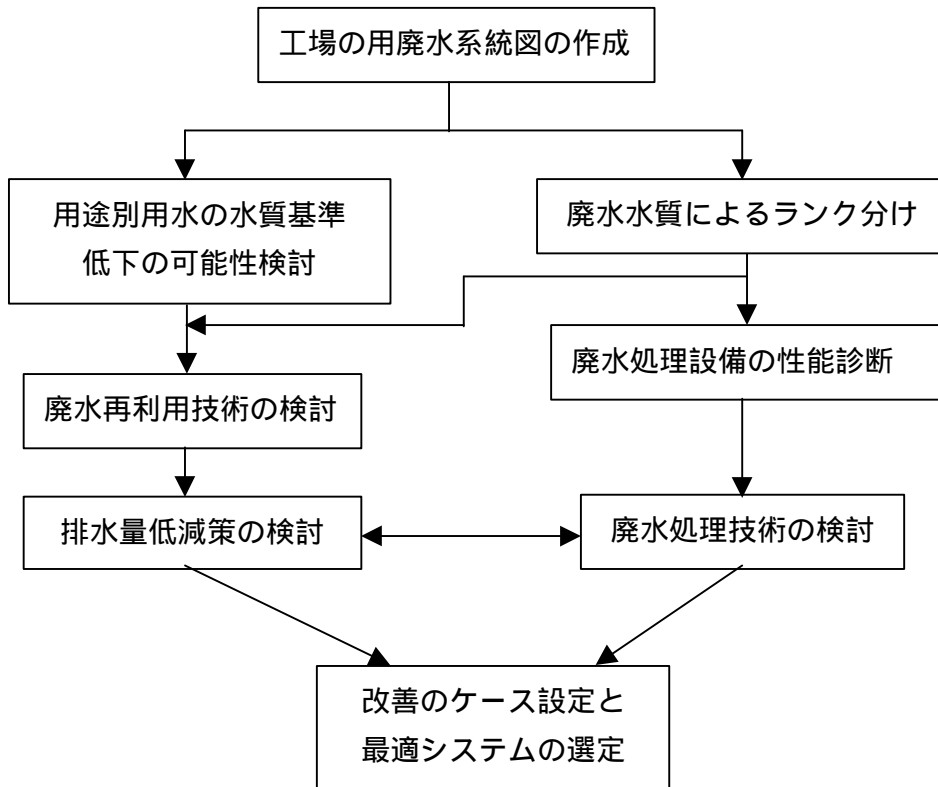 工場の用廃水系統図の作成
用途別用水の水質基準
低下の可能性検討
廃水水質によるランク分け
廃水処理設備の性能診断
廃水再利用技術の検討
排水量低減策の検討
廃水処理技術の検討
改善のケース設定と
最適システムの選定